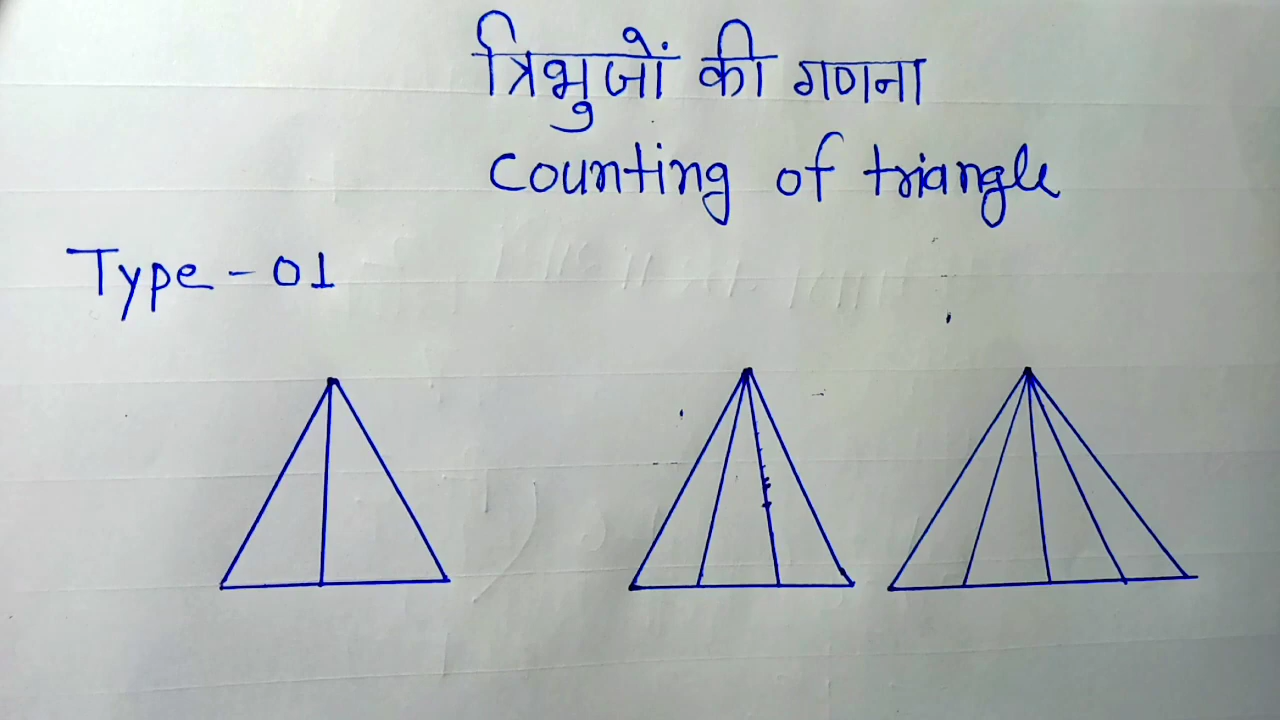 त्रिभुजों की गणना
Counting of triangle
Type - 01